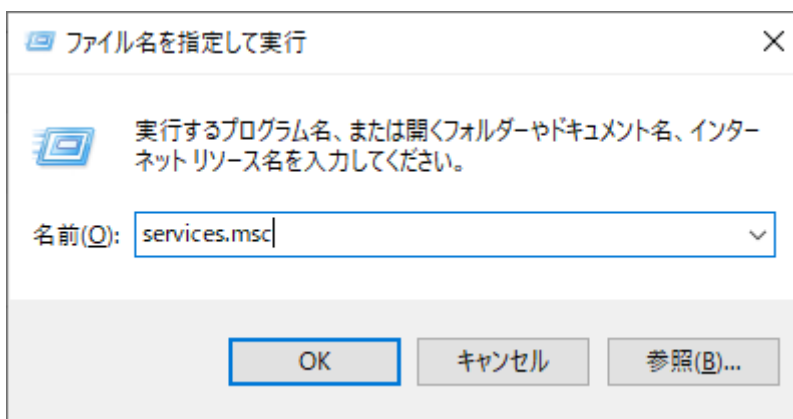 ファイル名を指定して実行
実行するプログラム名、または開くフォルダーやドキュメント名、インター
ネット リソース名を入力してください。
名前(O): services.msc
OK キャンセル 参照(B)...